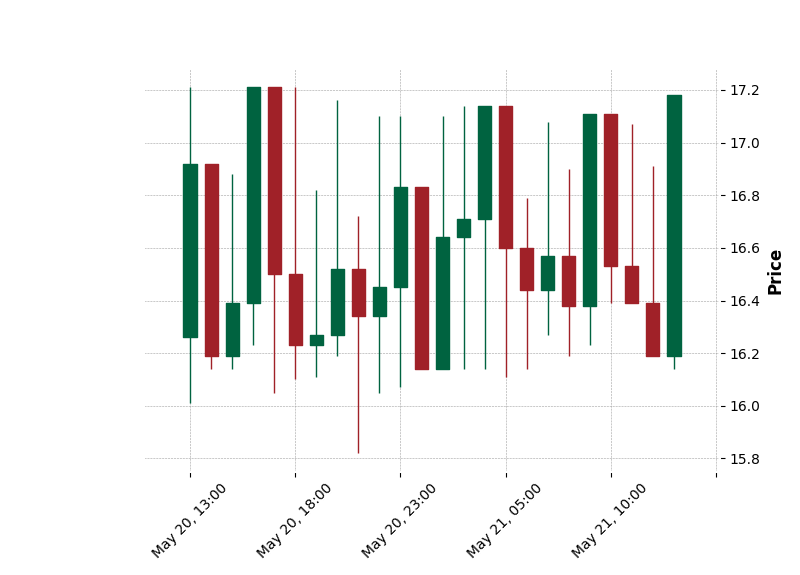 17.2
17.0
16.8
16.6
16.4
16.2
16.0
15.8
Price
May 20, 13:00
May 20, 18:00
May 20, 23:00
May 21, 05:00
May 21, 10:00